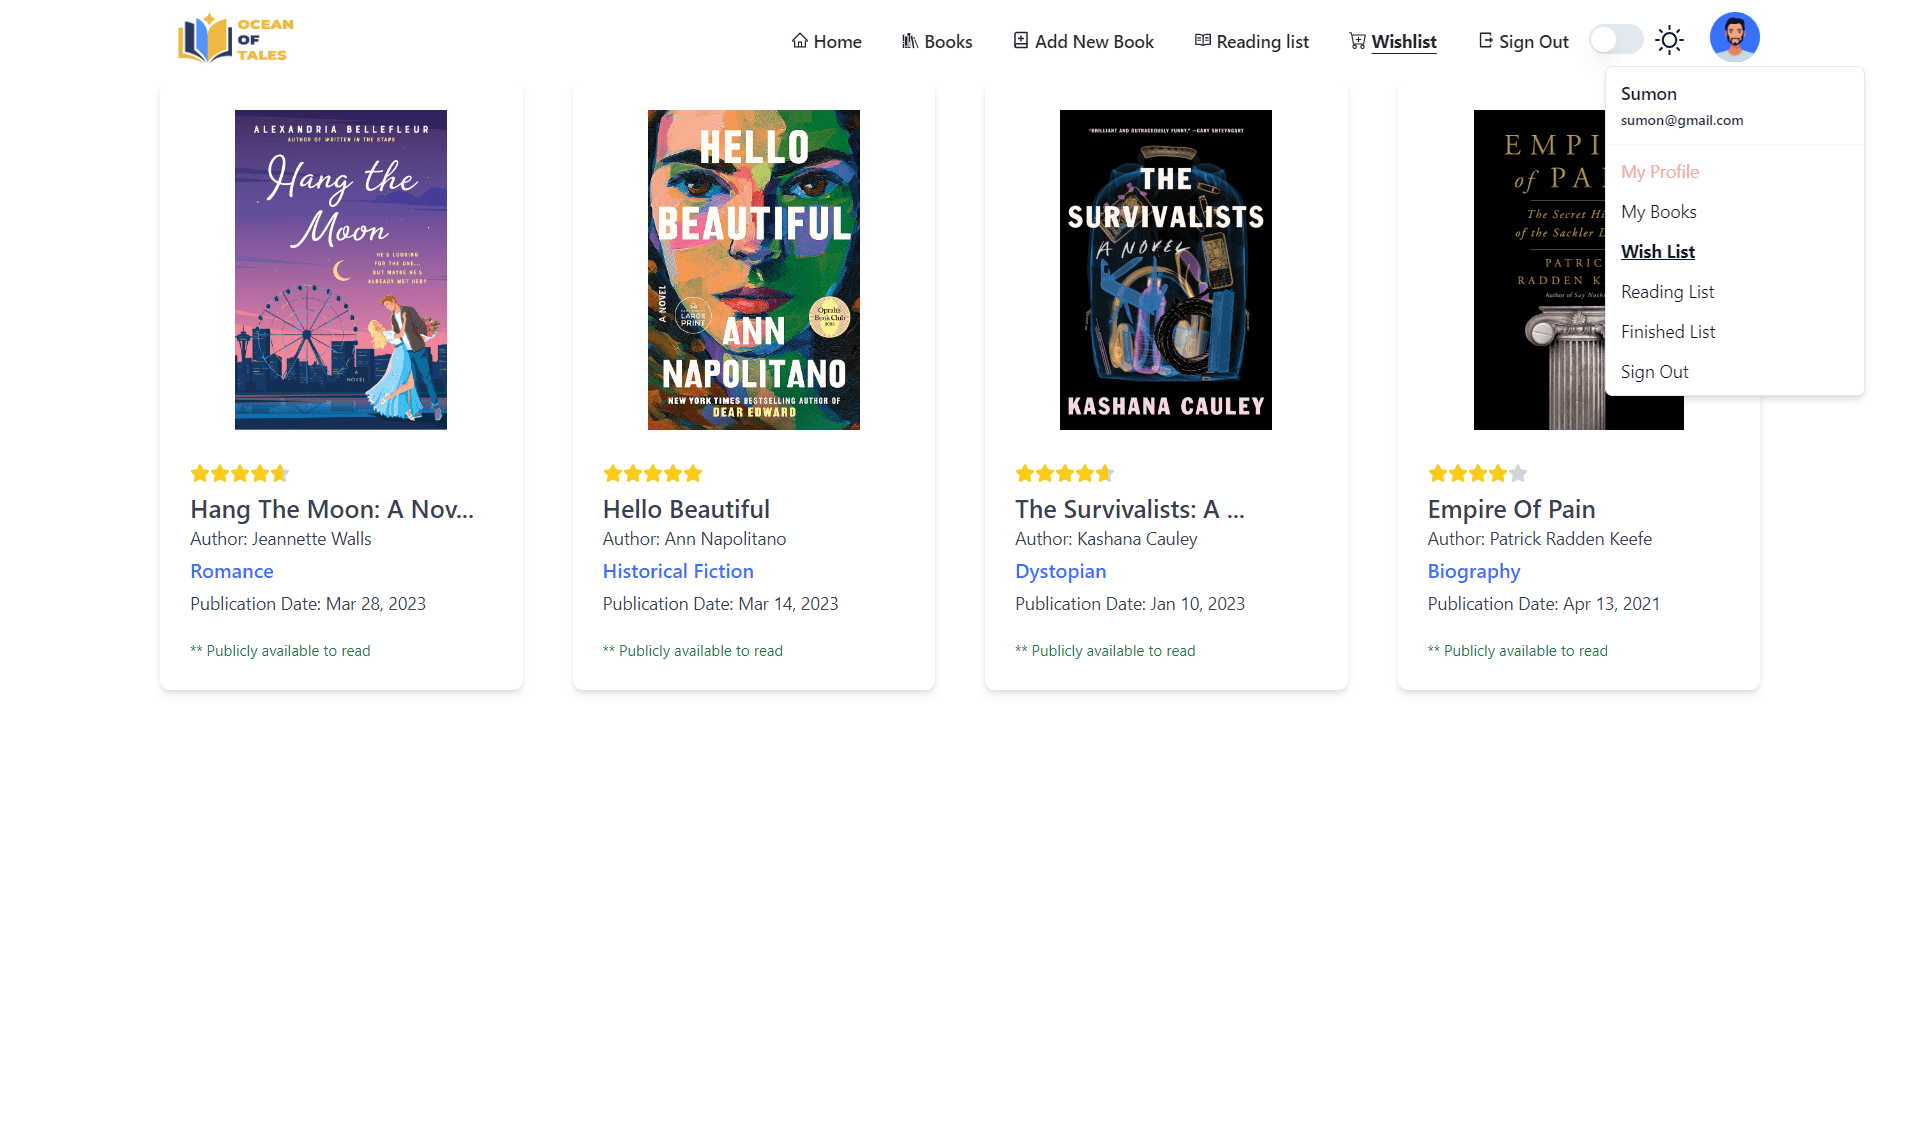 OCEAN
OF
TALES
Home
Books
Add New Book
Reading list
Wishlist
Sign Out
Sumon
sumon@gmail.com
My Profile
My Books
Wish List
Reading List
Finished List
Sign Out
ALEXANDRIA BELLEFLEUR
AUTHOR OF WRITTEN IN THE STARS
Hang the
Moon
HE'S LOOKING
FOR THE ONE...
BUT MAYBE HE'S
ALREADY MET HER?
A
NOVEL
Hang The Moon: A Nov...
Author: Jeannette Walls
Romance
Publication Date: Mar 28, 2023
** Publicly available to read
HELLO
BEAUTIFUL
A NOVEL
LARGE
PRINT
Oprah's
Book Club
2023
ANN
NAPOLITANO
NEW YORK TIMES BESTSELLING AUTHOR OF
DEAR EDWARD
Hello Beautiful
Author: Ann Napolitano
Historical Fiction
Publication Date: Mar 14, 2023
** Publicly available to read
"BRILLIANT AND OUTRAGEOUSLY FUNNY." —GARY SHTEYNGART
THE
SURVIVALISTS
A NOVEL
KASHANA CAULEY
The Survivalists: A ...
Author: Kashana Cauley
Dystopian
Publication Date: Jan 10, 2023
** Publicly available to read
EMPI
of PA
The Secret Hi
of the Sackler D
PATRIC
RADDEN K
Author of Say Noth
Empire Of Pain
Author: Patrick Radden Keefe
Biography
Publication Date: Apr 13, 2021
** Publicly available to read